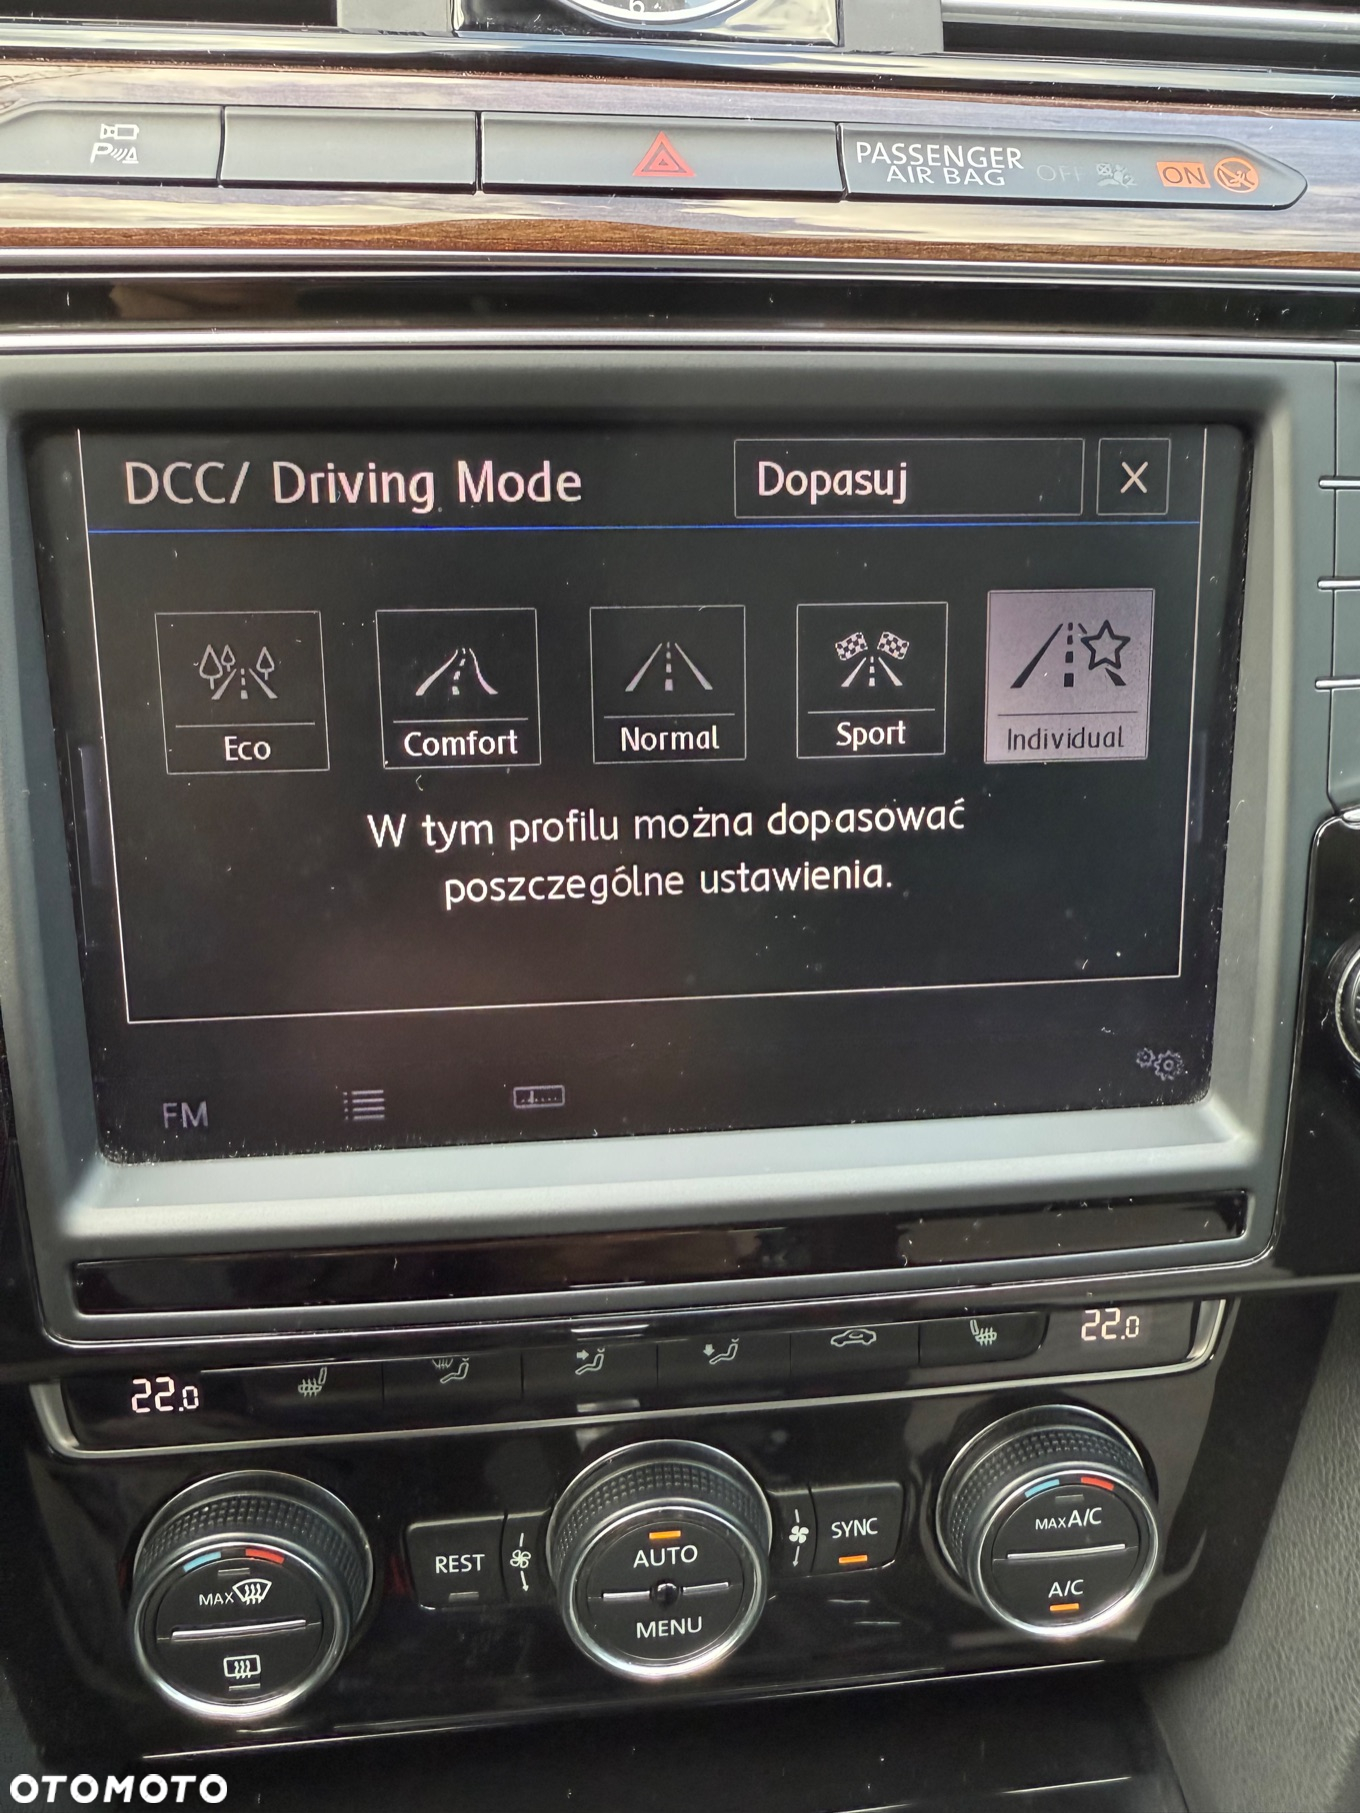 6
P
PASSENGER
AIR BAG OFF ON
DCC/ Driving Mode Dopasuj X
Eco Comfort Normal Sport Individual
W tym profilu można dopasować
poszczególne ustawienia.
FM
22.0 22.0
MAX REST AUTO
MENU SYNC MAX A/C
A/C
OTOMOTO